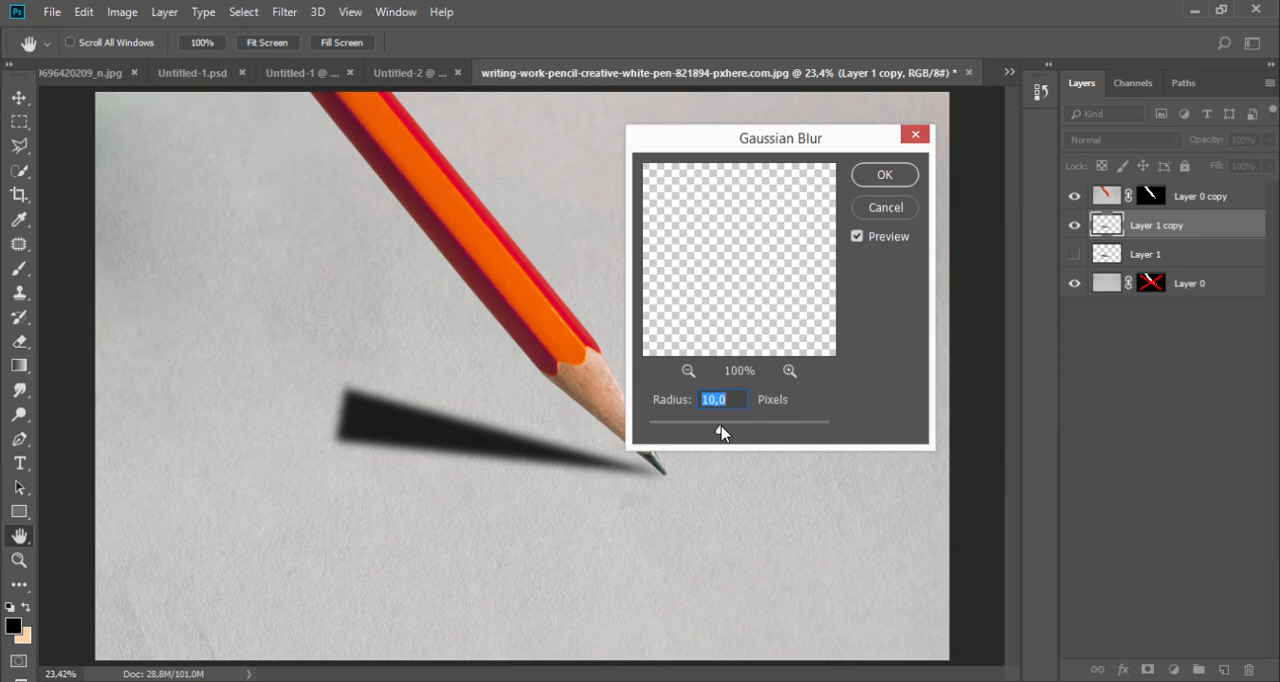 Ps File Edit Image Layer Type Select Filter 3D View Window Help
Scroll All Windows 100% Fit Screen Fill Screen
9696420209_n.jpg × Untitled-1.psd × Untitled-1 @ ... × Untitled-2 @ ... × writing-work-pencil-creative-white-pen-821894-pxhere.com.jpg @ 23,4% (Layer 1 copy, RGB/8#) * ×
Layers Channels Paths
Kind
Normal Opacity: 100%
Lock: Fill: 100%
Layer 0 copy
Layer 1 copy
Layer 1
Layer 0
Gaussian Blur
OK
Cancel
Preview
100%
Radius: 10,0 Pixels
23,42% Doc: 28,8M/101,0M